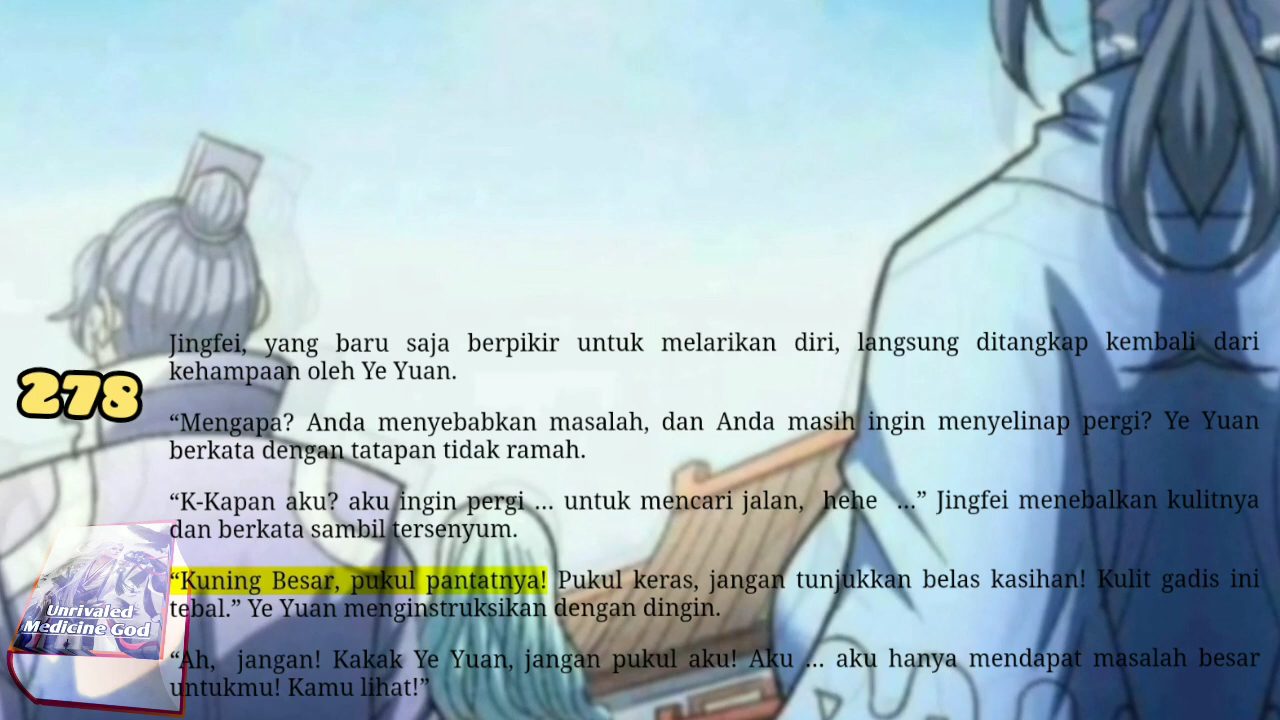 Jingfei, yang baru saja berpikir untuk melarikan diri, langsung ditangkap kembali dari
kehampaan oleh Ye Yuan.
“Mengapa? Anda menyebabkan masalah, dan Anda masih ingin menyelinap pergi? Ye Yuan
berkata dengan tatapan tidak ramah.
278
“K-Kapan aku? aku ingin pergi ... untuk mencari jalan, hehe ...” Jingfei menebalkan kulitnya
dan berkata sambil tersenyum.
“Kuning Besar, pukul pantatnya! Pukul keras, jangan tunjukkan belas kasihan! Kulit gadis ini
tebal.” Ye Yuan menginstruksikan dengan dingin.
Unrivaled
Medicine God
“Ah, jangan! Kakak Ye Yuan, jangan pukul aku! Aku ... aku hanya mendapat masalah besar
untukmu! Kamu lihat!”